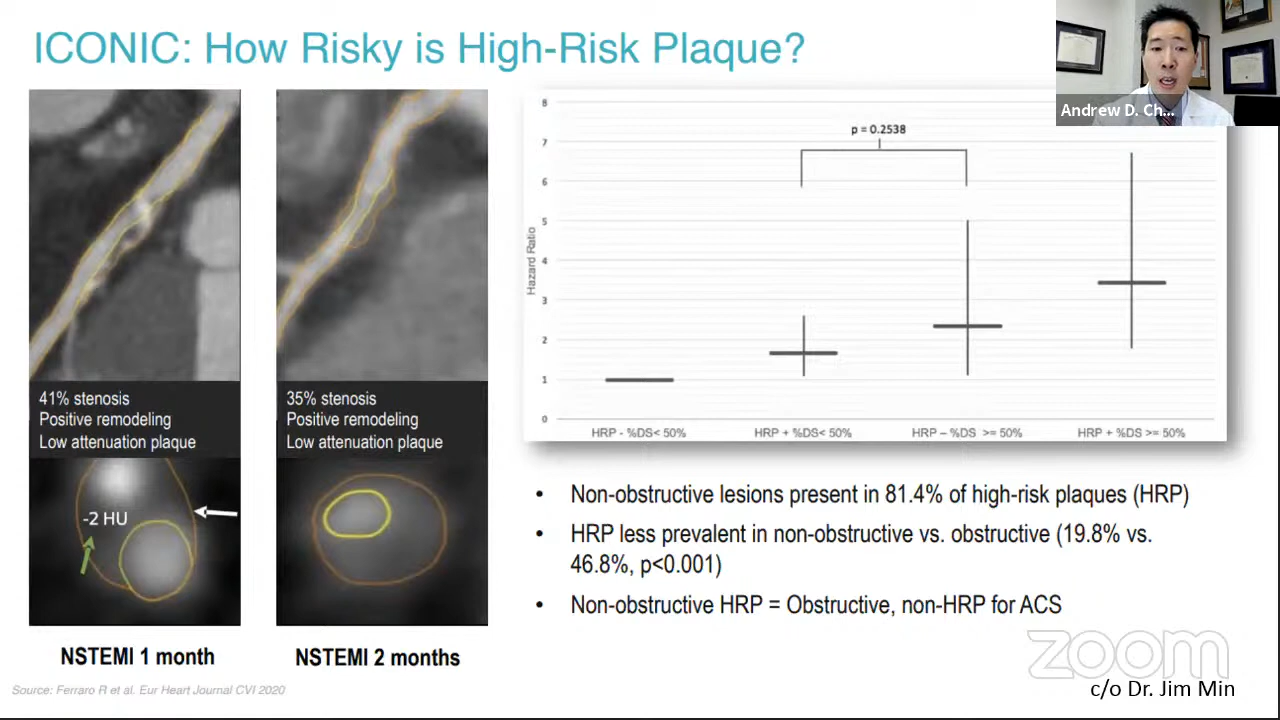 ICONIC: How Risky is High-Risk Plaque?
Andrew D. Ch...
41% stenosis
Positive remodeling
Low attenuation plaque
-2 HU
NSTEMI 1 month
35% stenosis
Positive remodeling
Low attenuation plaque
NSTEMI 2 months
p = 0.2538
Hazard Ratio
8
7
6
5
4
3
2
1
0
HRP - %DS< 50%
HRP + %DS< 50%
HRP – %DS >= 50%
HRP + %DS >= 50%
• Non-obstructive lesions present in 81.4% of high-risk plaques (HRP)
• HRP less prevalent in non-obstructive vs. obstructive (19.8% vs.
46.8%, p<0.001)
• Non-obstructive HRP = Obstructive, non-HRP for ACS
zoom
c/o Dr. Jim Min
Source: Ferraro R et al. Eur Heart Journal CVI 2020